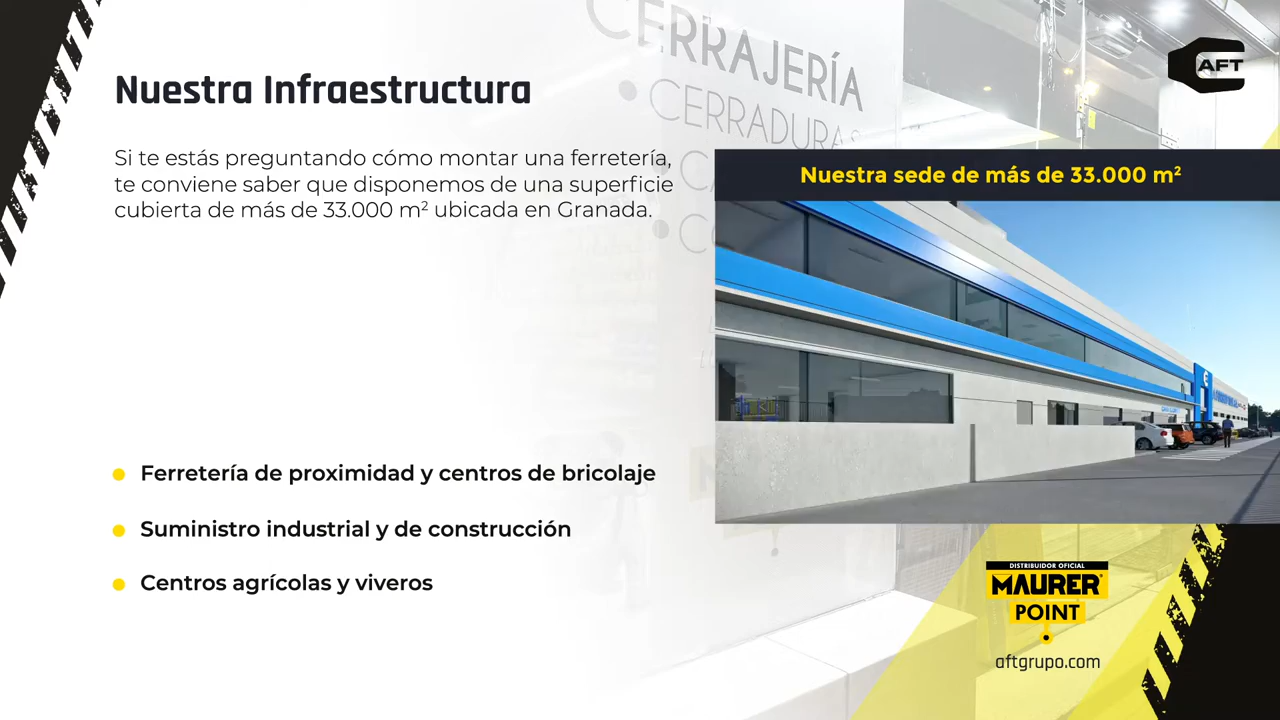 Nuestra Infraestructura
AFT
Si te estás preguntando cómo montar una ferretería,
te conviene saber que disponemos de una superficie
cubierta de más de 33.000 m² ubicada en Granada.
CERRAJERÍA
• CERRADURAS
Nuestra sede de más de 33.000 m²
Ferretería de proximidad y centros de bricolaje
Suministro industrial y de construcción
Centros agrícolas y viveros
DISTRIBUIDOR OFICIAL
MAURER®
POINT
aftgrupo.com